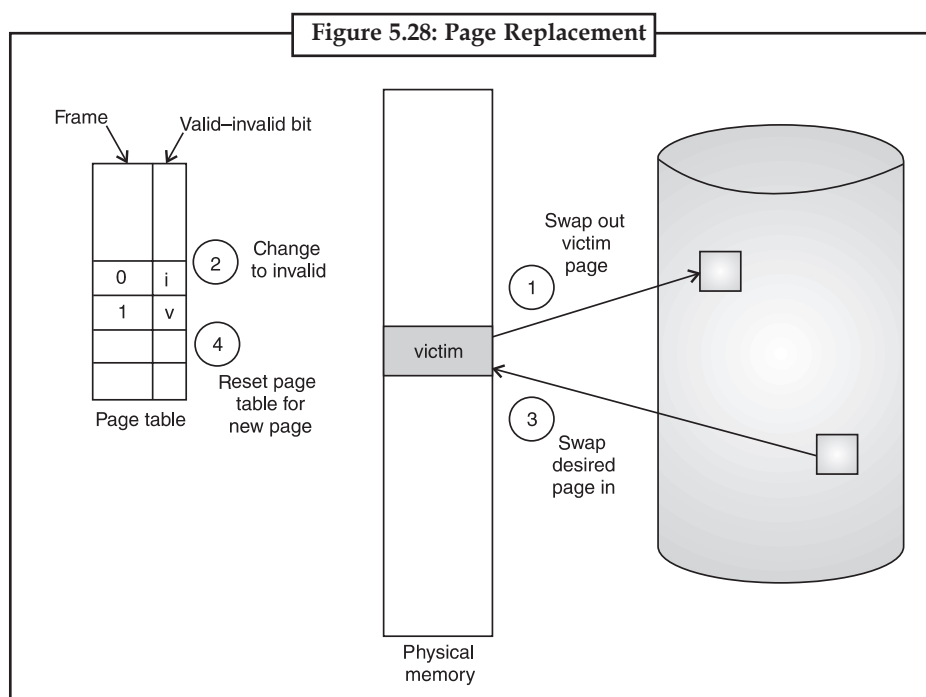 Figure 5.28: Page Replacement
Frame
Valid–invalid bit
0 i
1 v
2
Change
to invalid
4
Reset page
table for
new page
Page table
victim
Physical
memory
1
Swap out
victim
page
3
Swap
desired
page in